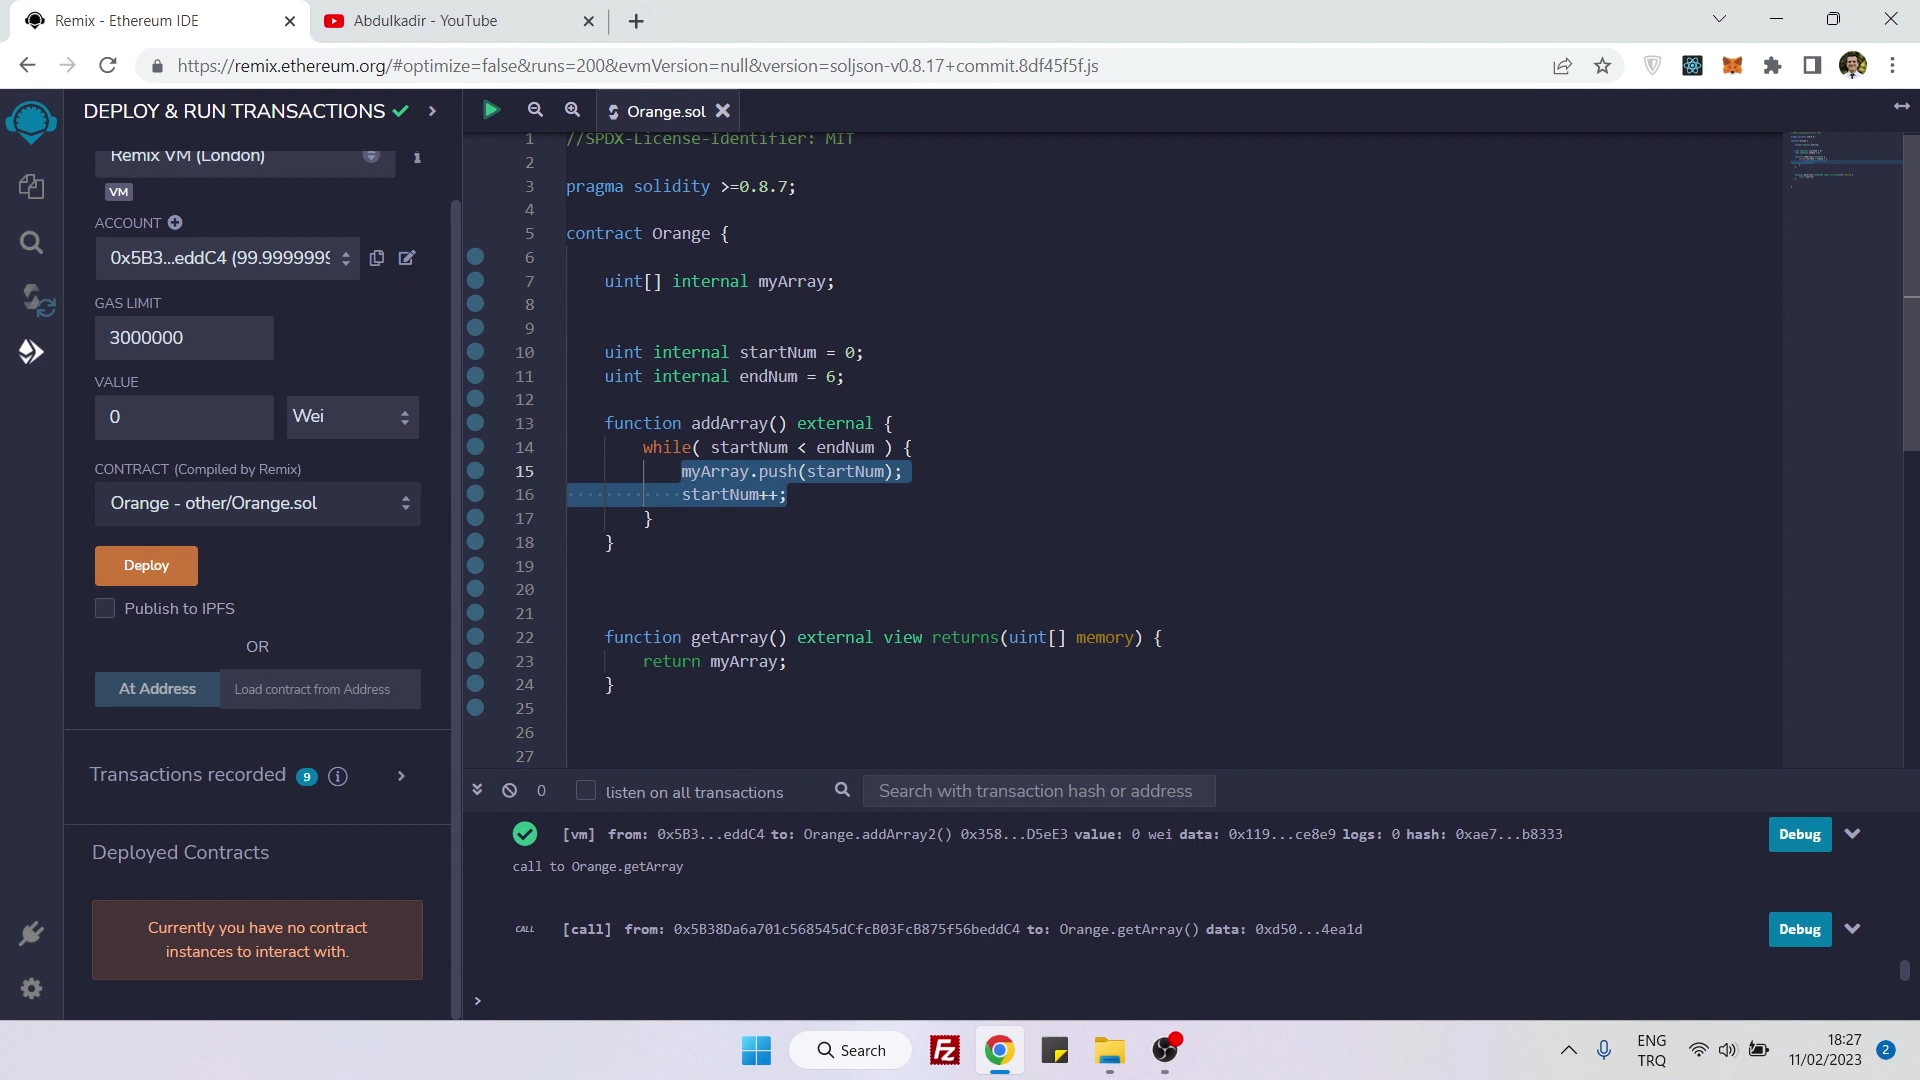 Remix - Ethereum IDE
Abdulkadir - YouTube
https://remix.ethereum.org/#optimize=false&runs=200&evmVersion=null&version=soljson-v0.8.17+commit.8df45f5f.js
DEPLOY & RUN TRANSACTIONS
Remix VM (London)
VM
ACCOUNT
0x5B3...eddC4 (99.9999999
GAS LIMIT
3000000
VALUE
0
Wei
CONTRACT (Compiled by Remix)
Orange - other/Orange.sol
Deploy
Publish to IPFS
OR
At Address
Load contract from Address
Transactions recorded 9
Deployed Contracts
Currently you have no contract
instances to interact with.
Orange.sol
1 //SPDX-License-Identifier: MIT
2
3 pragma solidity >=0.8.7;
4
5 contract Orange {
6
7 uint[] internal myArray;
8
9
10 uint internal startNum = 0;
11 uint internal endNum = 6;
12
13 function addArray() external {
14 while( startNum < endNum ) {
15 myArray.push(startNum);
16 startNum++;
17 }
18 }
19
20
21
22 function getArray() external view returns(uint[] memory) {
23 return myArray;
24 }
25
26
27
0
listen on all transactions
Search with transaction hash or address
[vm] from: 0x5B3...eddC4 to: Orange.addArray2() 0x358...D5eE3 value: 0 wei data: 0x119...ce8e9 logs: 0 hash: 0xae7...b8333
Debug
call to Orange.getArray
CALL [call] from: 0x5B38Da6a701c568545dCfcB03FcB875f56beddC4 to: Orange.getArray() data: 0xd50...4ea1d
Debug
>
Search
Fz
ENG
TRQ
18:27
11/02/2023
2